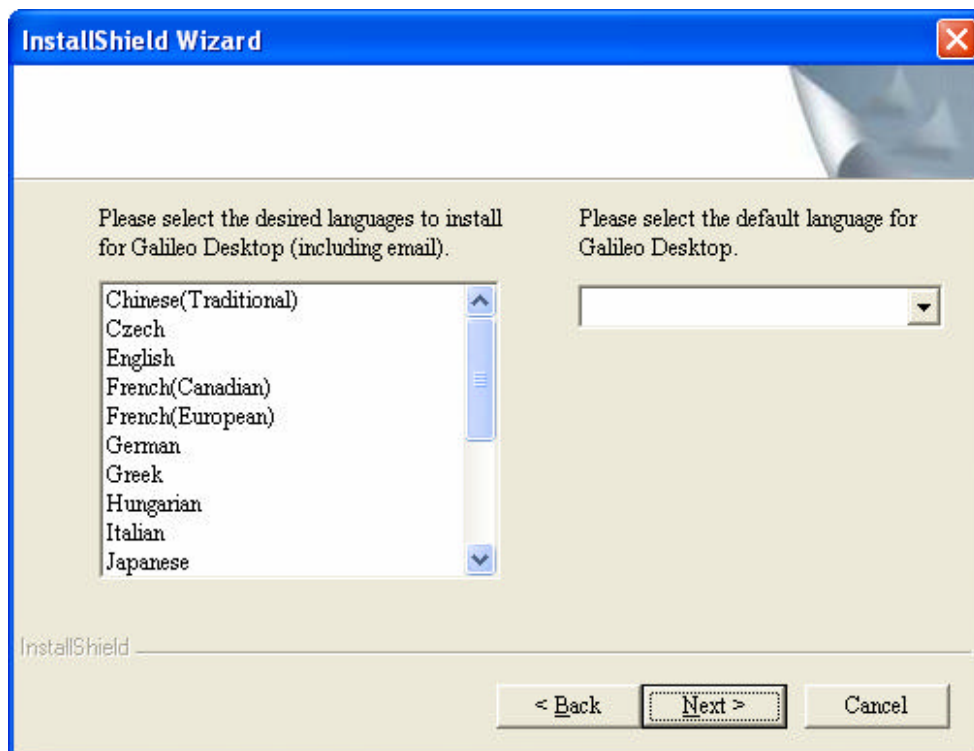 InstallShield Wizard
Please select the desired languages to install
for Galileo Desktop (including email).
Please select the default language for
Galileo Desktop.
Chinese(Traditional)
Czech
English
French(Canadian)
French(European)
German
Greek
Hungarian
Italian
Japanese
InstallShield
< Back
Next >
Cancel